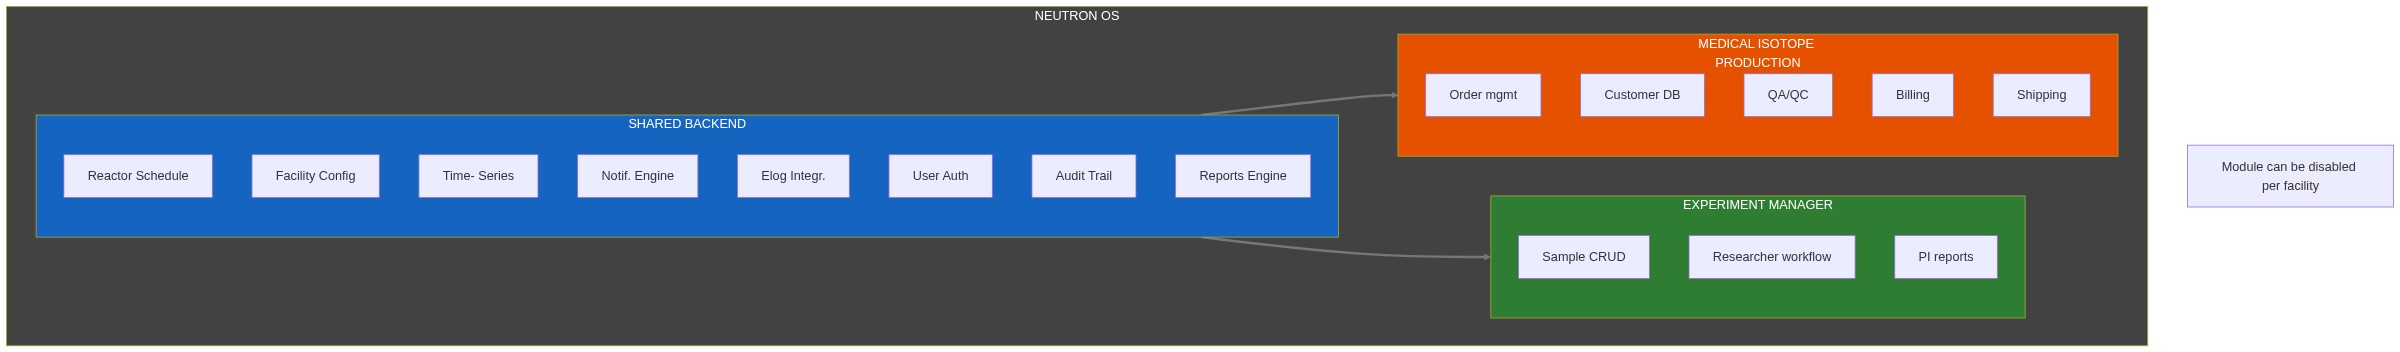 NEUTRON OS
SHARED BACKEND
Reactor Schedule
Facility Config
Time- Series
Notif. Engine
Elog Integr.
User Auth
Audit Trail
Reports Engine
MEDICAL ISOTOPE
PRODUCTION
Order mgmt
Customer DB
QA/QC
Billing
Shipping
EXPERIMENT MANAGER
Sample CRUD
Researcher workflow
PI reports
Module can be disabled
per facility